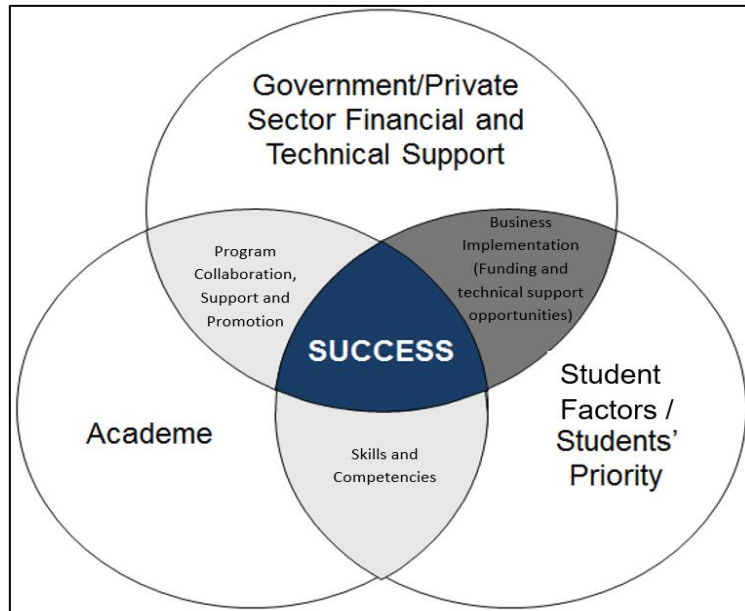 Government/Private
Sector Financial and
Technical Support
Program
Collaboration,
Support and
Promotion
Business
Implementation
(Funding and
technical support
opportunities)
SUCCESS
Academe
Student
Factors /
Students’
Priority
Skills and
Competencies